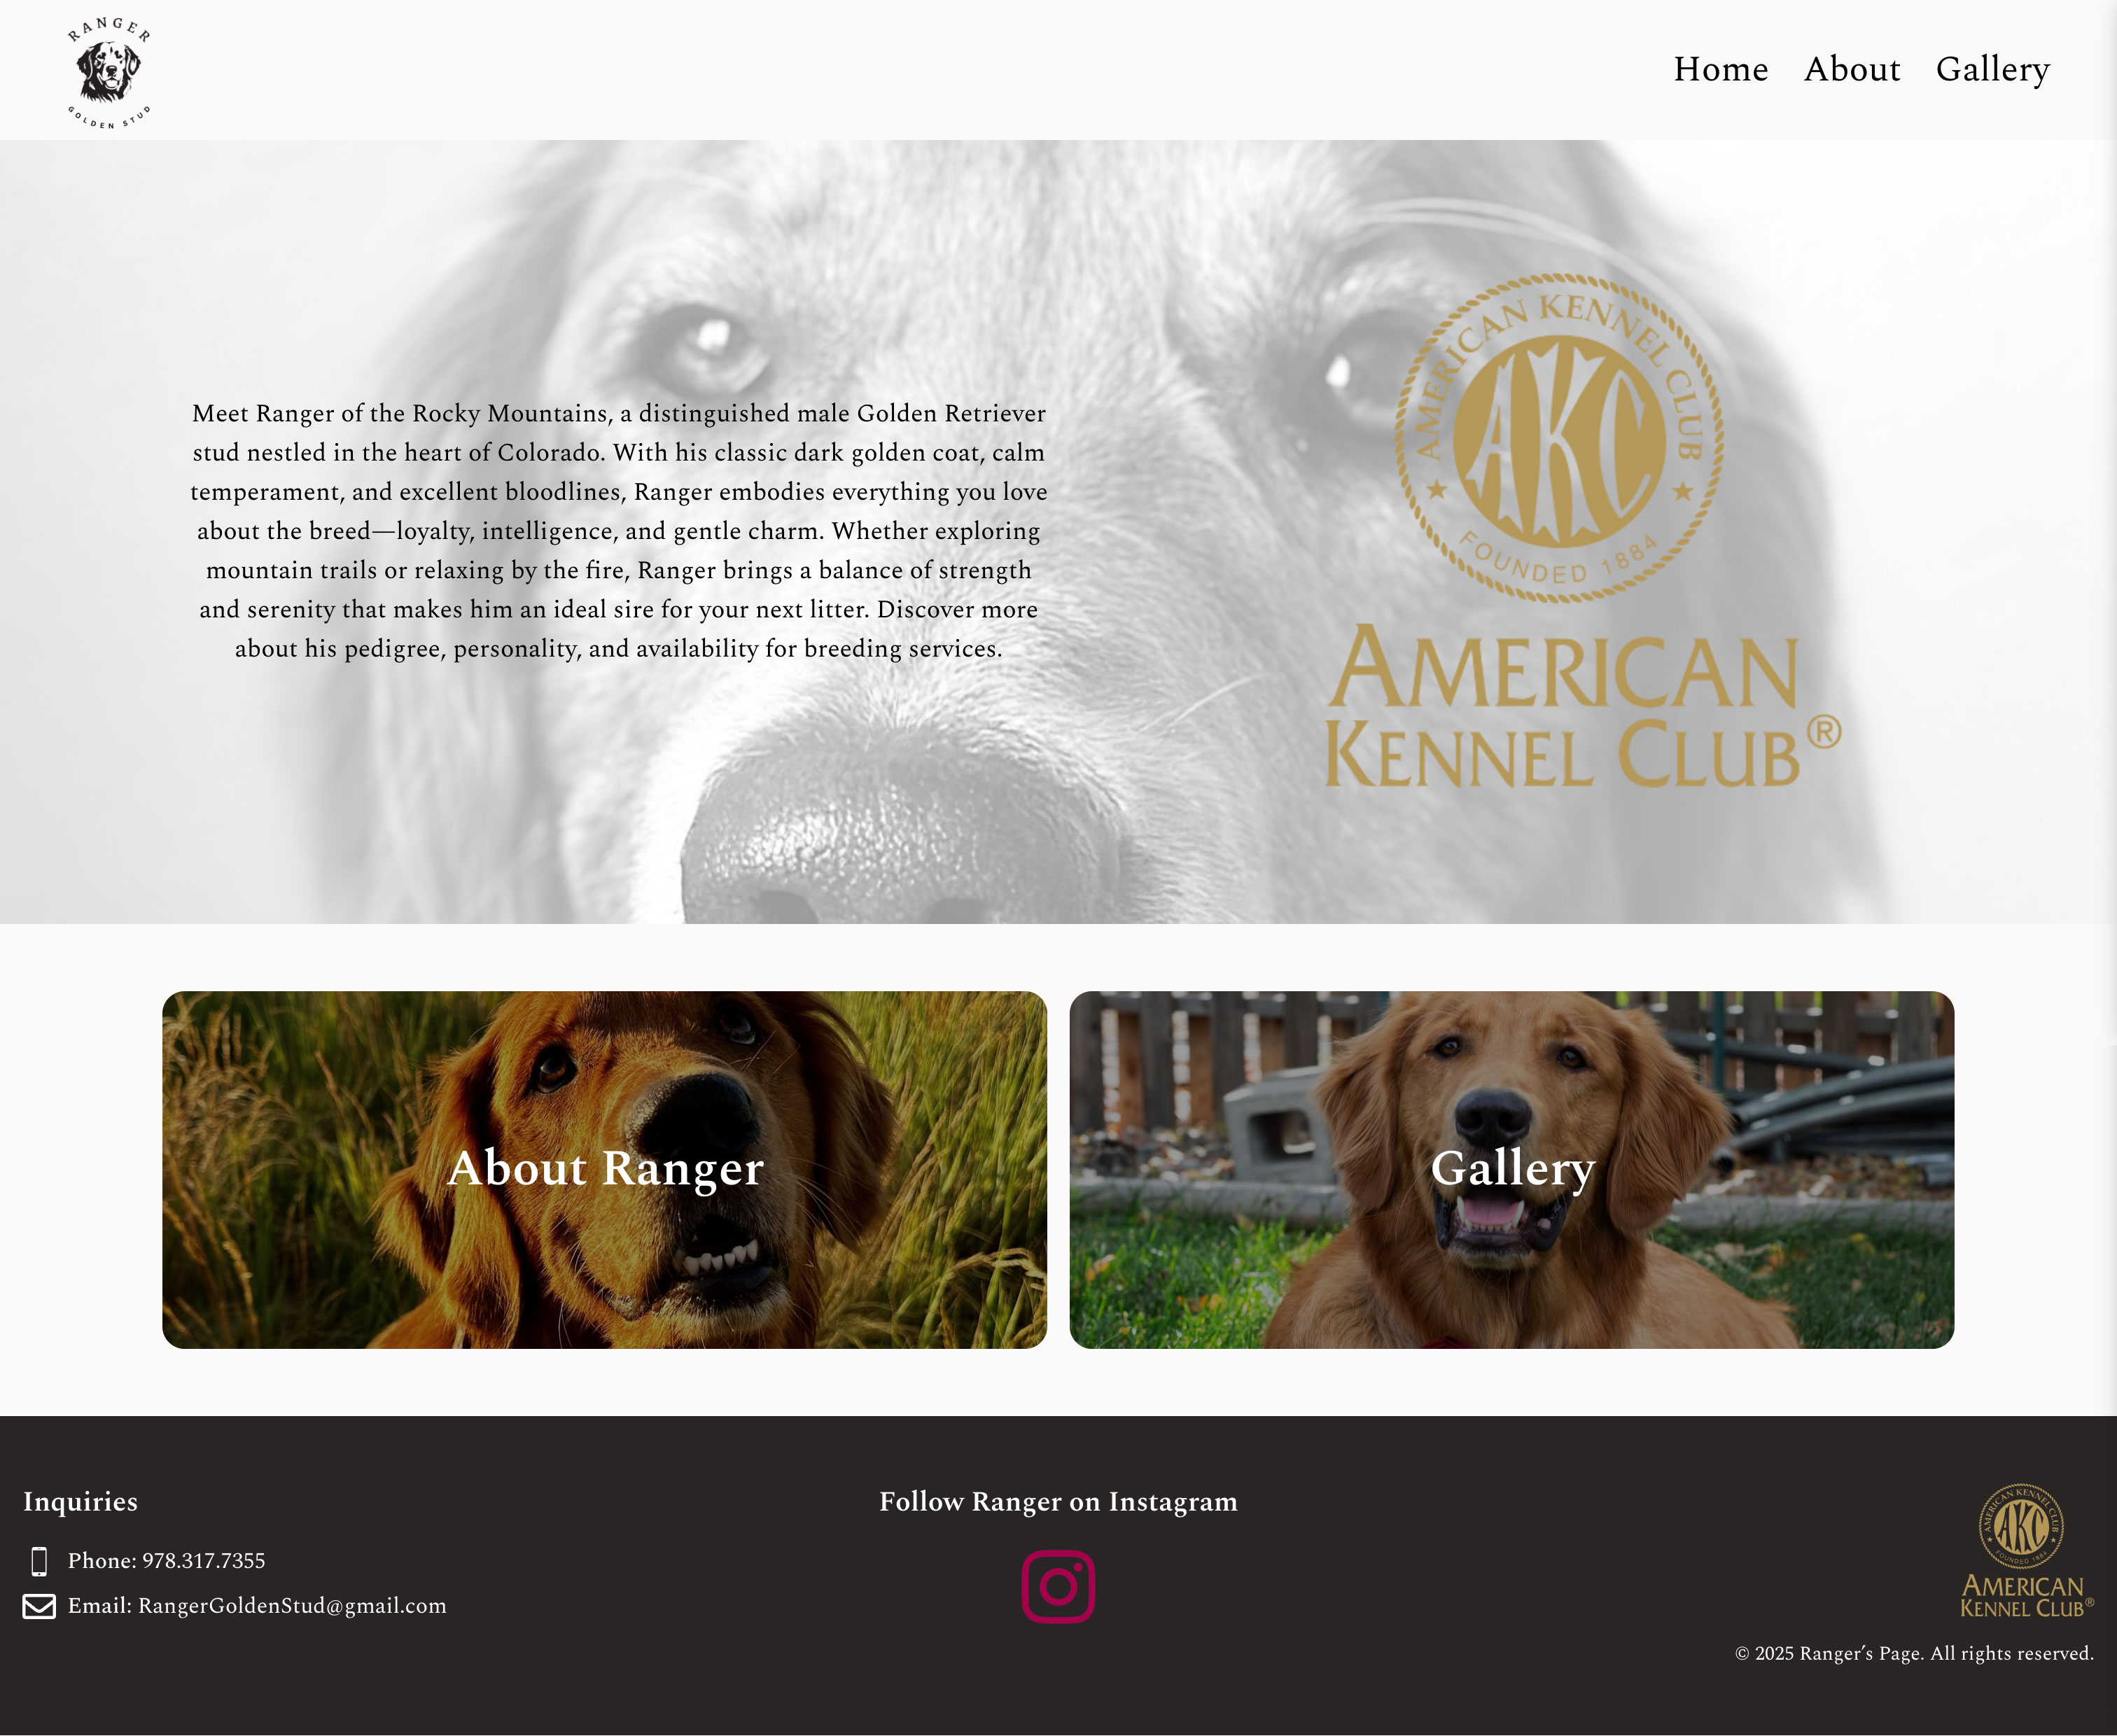 RANGER
GOLDEN STUD
Home About Gallery
AMERICAN KENNEL CLUB
AKC
FOUNDED 1884
AMERICAN
KENNEL CLUB®
Meet Ranger of the Rocky Mountains, a distinguished male Golden Retriever
stud nestled in the heart of Colorado. With his classic dark golden coat, calm
temperament, and excellent bloodlines, Ranger embodies everything you love
about the breed—loyalty, intelligence, and gentle charm. Whether exploring
mountain trails or relaxing by the fire, Ranger brings a balance of strength
and serenity that makes him an ideal sire for your next litter. Discover more
about his pedigree, personality, and availability for breeding services.
About Ranger
Gallery
Inquiries
Phone: 978.317.7355
Email: RangerGoldenStud@gmail.com
Follow Ranger on Instagram
AMERICAN KENNEL CLUB
AKC
FOUNDED 1884
AMERICAN
KENNEL CLUB®
© 2025 Ranger's Page. All rights reserved.